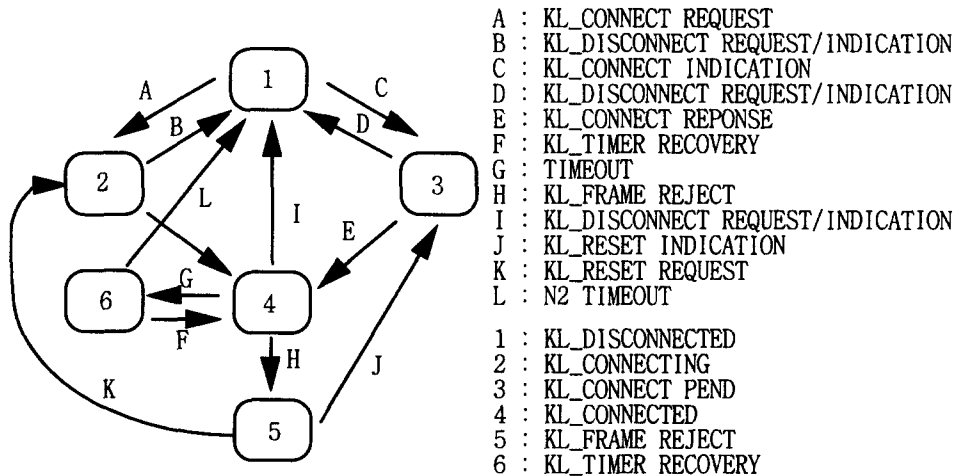 A : KL_CONNECT REQUEST
B : KL_DISCONNECT REQUEST/INDICATION
C : KL_CONNECT INDICATION
D : KL_DISCONNECT REQUEST/INDICATION
E : KL_CONNECT REPONSE
F : KL_TIMER RECOVERY
G : TIMEOUT
H : KL_FRAME REJECT
I : KL_DISCONNECT REQUEST/INDICATION
J : KL_RESET INDICATION
K : KL_RESET REQUEST
L : N2 TIMEOUT
1 : KL_DISCONNECTED
2 : KL_CONNECTING
3 : KL_CONNECT PEND
4 : KL_CONNECTED
5 : KL_FRAME REJECT
6 : KL_TIMER RECOVERY
1
A
C
B
D
2
3
L
I
E
G
6
4
F
H
J
K
5